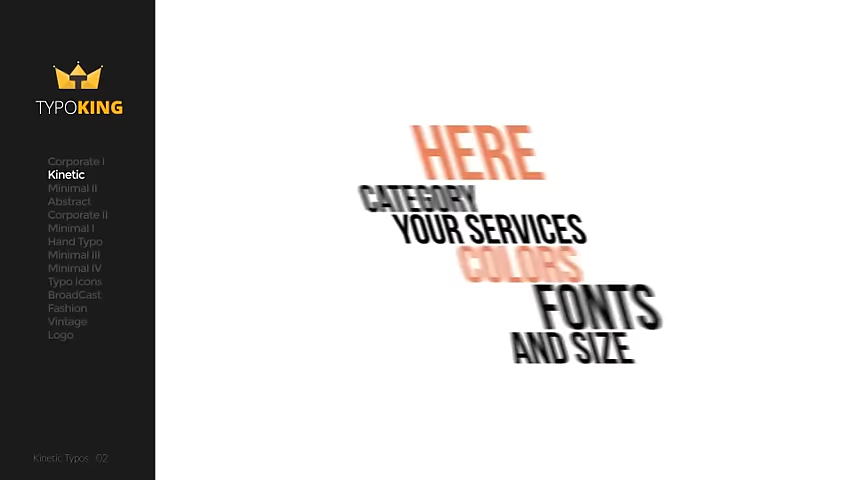 TYPOKING
Corporate I
Kinetic
Minimal II
Abstract
Corporate II
Minimal I
Hand Typo
Minimal III
Minimal IV
Typo Icons
BroadCast
Fashion
Vintage
Logo
Kinetic Typos 02
HERE
CATEGORY
YOUR SERVICES
COLORS
FONTS
AND SIZE